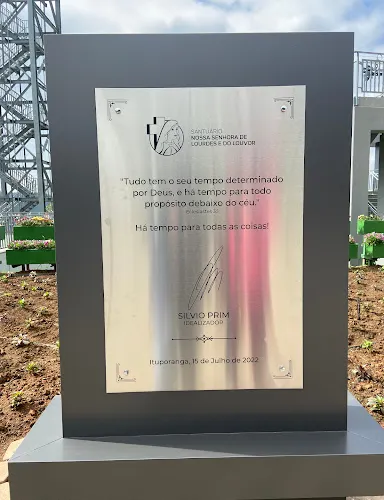 SANTUÁRIO
NOSSA SENHORA DE
LOURDES E DO LOUVOR
"Tudo tem o seu tempo determinado
por Deus, e há tempo para todo
propósito debaixo do céu."
Há tempo para todas as coisas!
SILVIO PRIM
IDEALIZADOR
Ituporanga, 15 de Julho de 2022